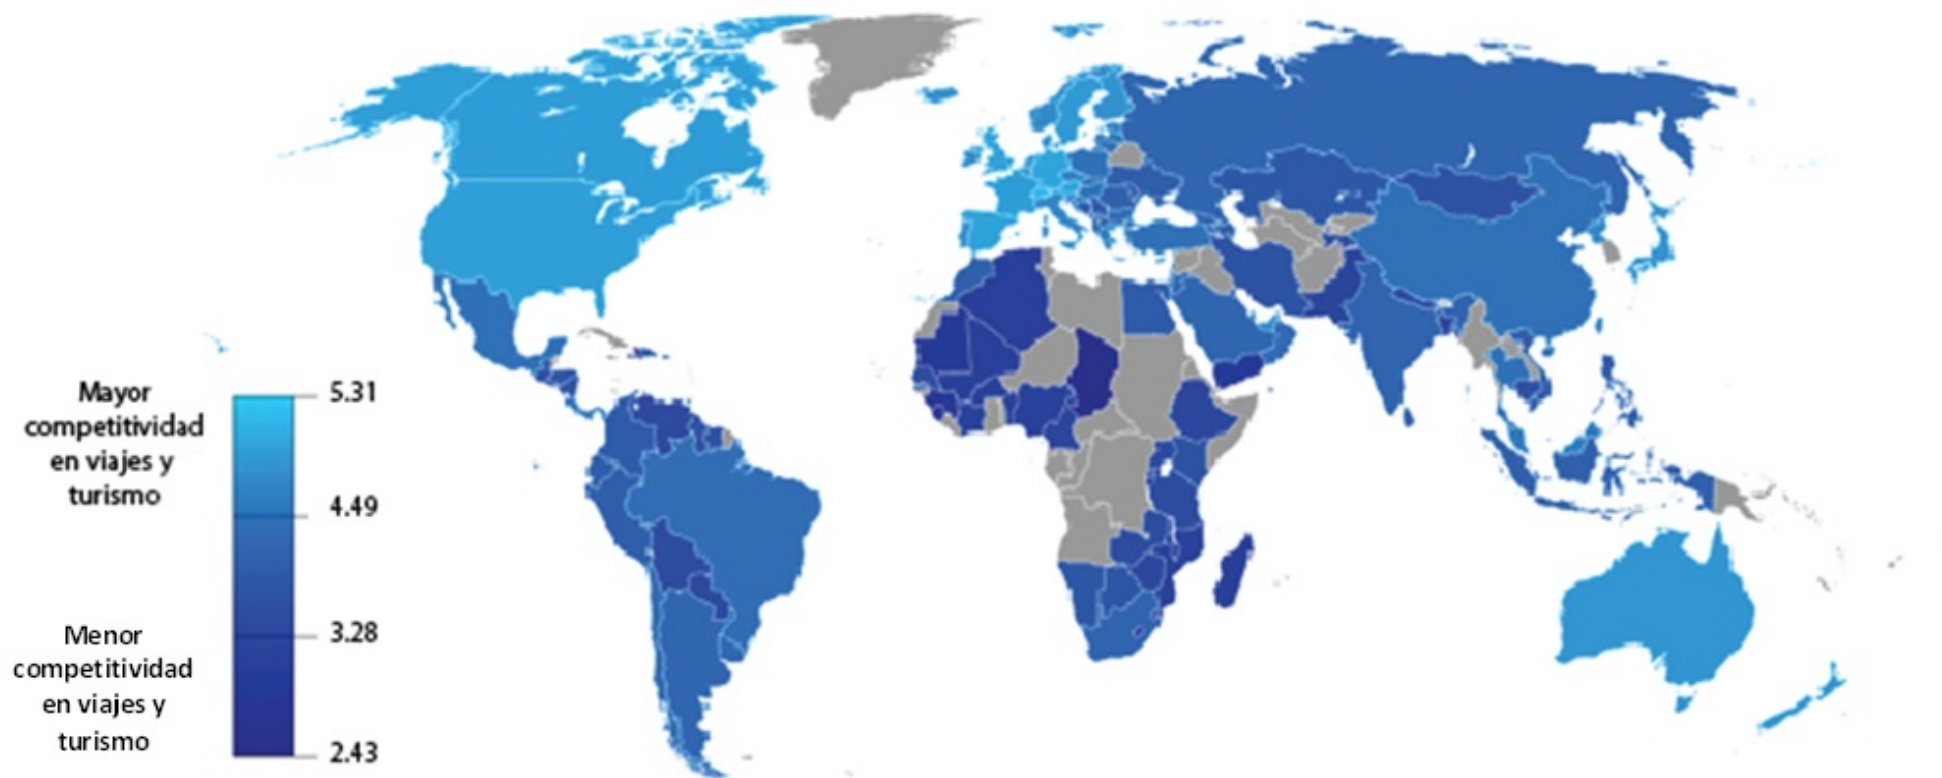 Mayor
competitividad
en viajes y
turismo
5.31
4.49
3.28
2.43
Menor
competitividad
en viajes y
turismo